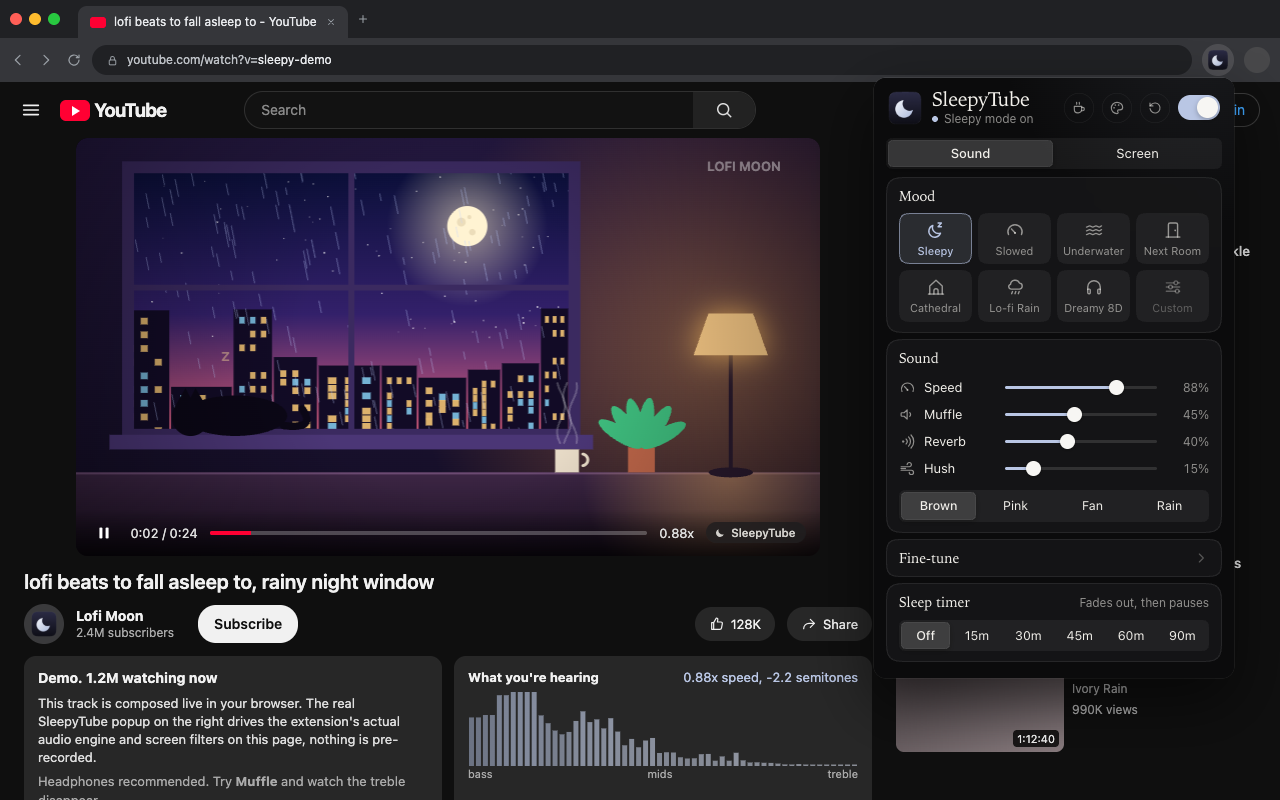 lofi beats to fall asleep to - YouTube
youtube.com/watch?v=sleepy-demo
YouTube
Search
in
LOFI MOON
z
0:02 / 0:24
0.88x
SleepyTube
lofi beats to fall asleep to, rainy night window
Lofi Moon
2.4M subscribers
Subscribe
128K
Share
Demo. 1.2M watching now
This track is composed live in your browser. The real
SleepyTube popup on the right drives the extension's actual
audio engine and screen filters on this page, nothing is pre-
recorded.
Headphones recommended. Try Muffle and watch the treble
disappear.
What you're hearing
0.88x speed, -2.2 semitones
bass mids treble
SleepyTube
Sleepy mode on
Sound Screen
Mood
Sleepy Slowed Underwater Next Room
Cathedral Lo-fi Rain Dreamy 8D Custom
Sound
Speed 88%
Muffle 45%
Reverb 40%
Hush 15%
Brown Pink Fan Rain
Fine-tune
Sleep timer Fades out, then pauses
Off 15m 30m 45m 60m 90m
kle
s
Ivory Rain
990K views
1:12:40